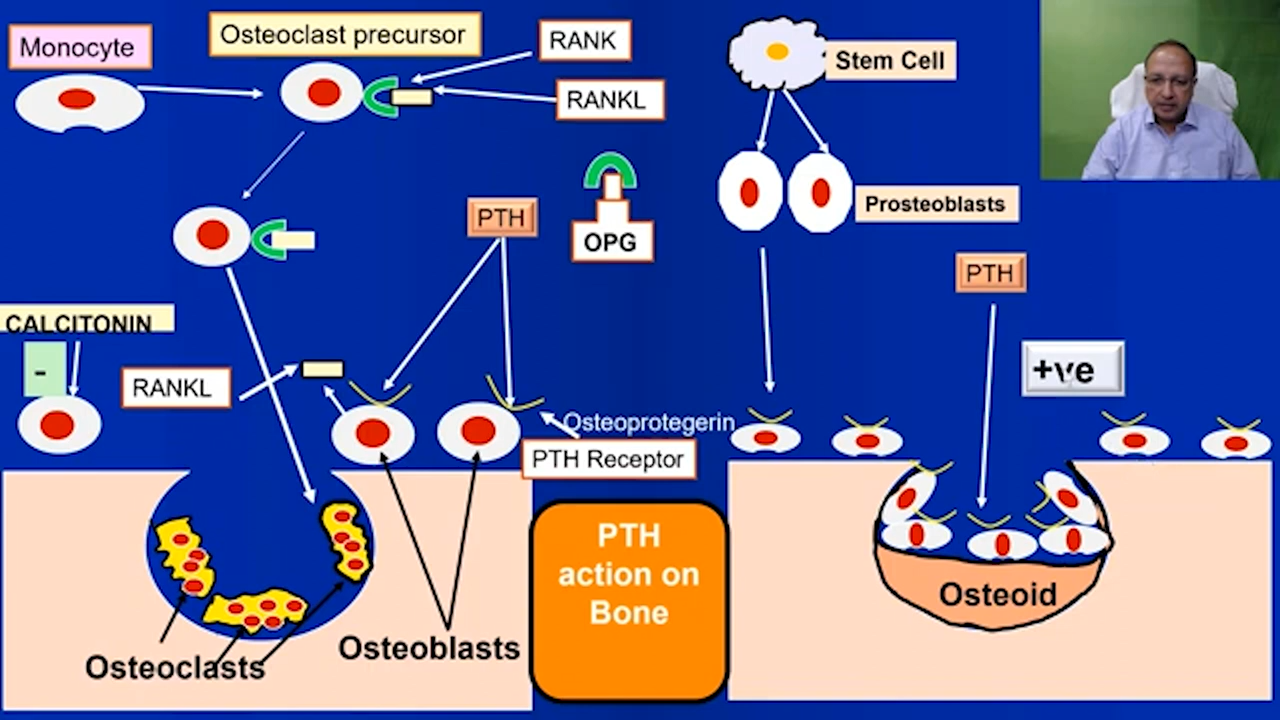 Monocyte
Osteoclast precursor
RANK
RANKL
Stem Cell
Prosteoblasts
PTH
OPG
PTH
CALCITONIN
-
RANKL
+ve
Osteoprotegerin
PTH Receptor
PTH
action on
Bone
Osteoid
Osteoblasts
Osteoclasts